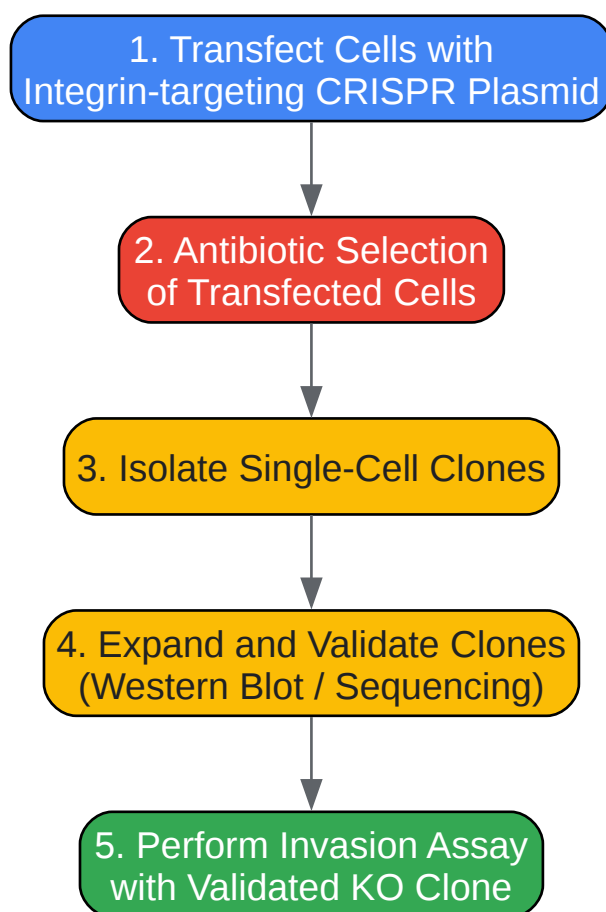 1. Transfect Cells with
Integrin-targeting CRISPR Plasmid
2. Antibiotic Selection
of Transfected Cells
3. Isolate Single-Cell Clones
4. Expand and Validate Clones
(Western Blot / Sequencing)
5. Perform Invasion Assay
with Validated KO Clone